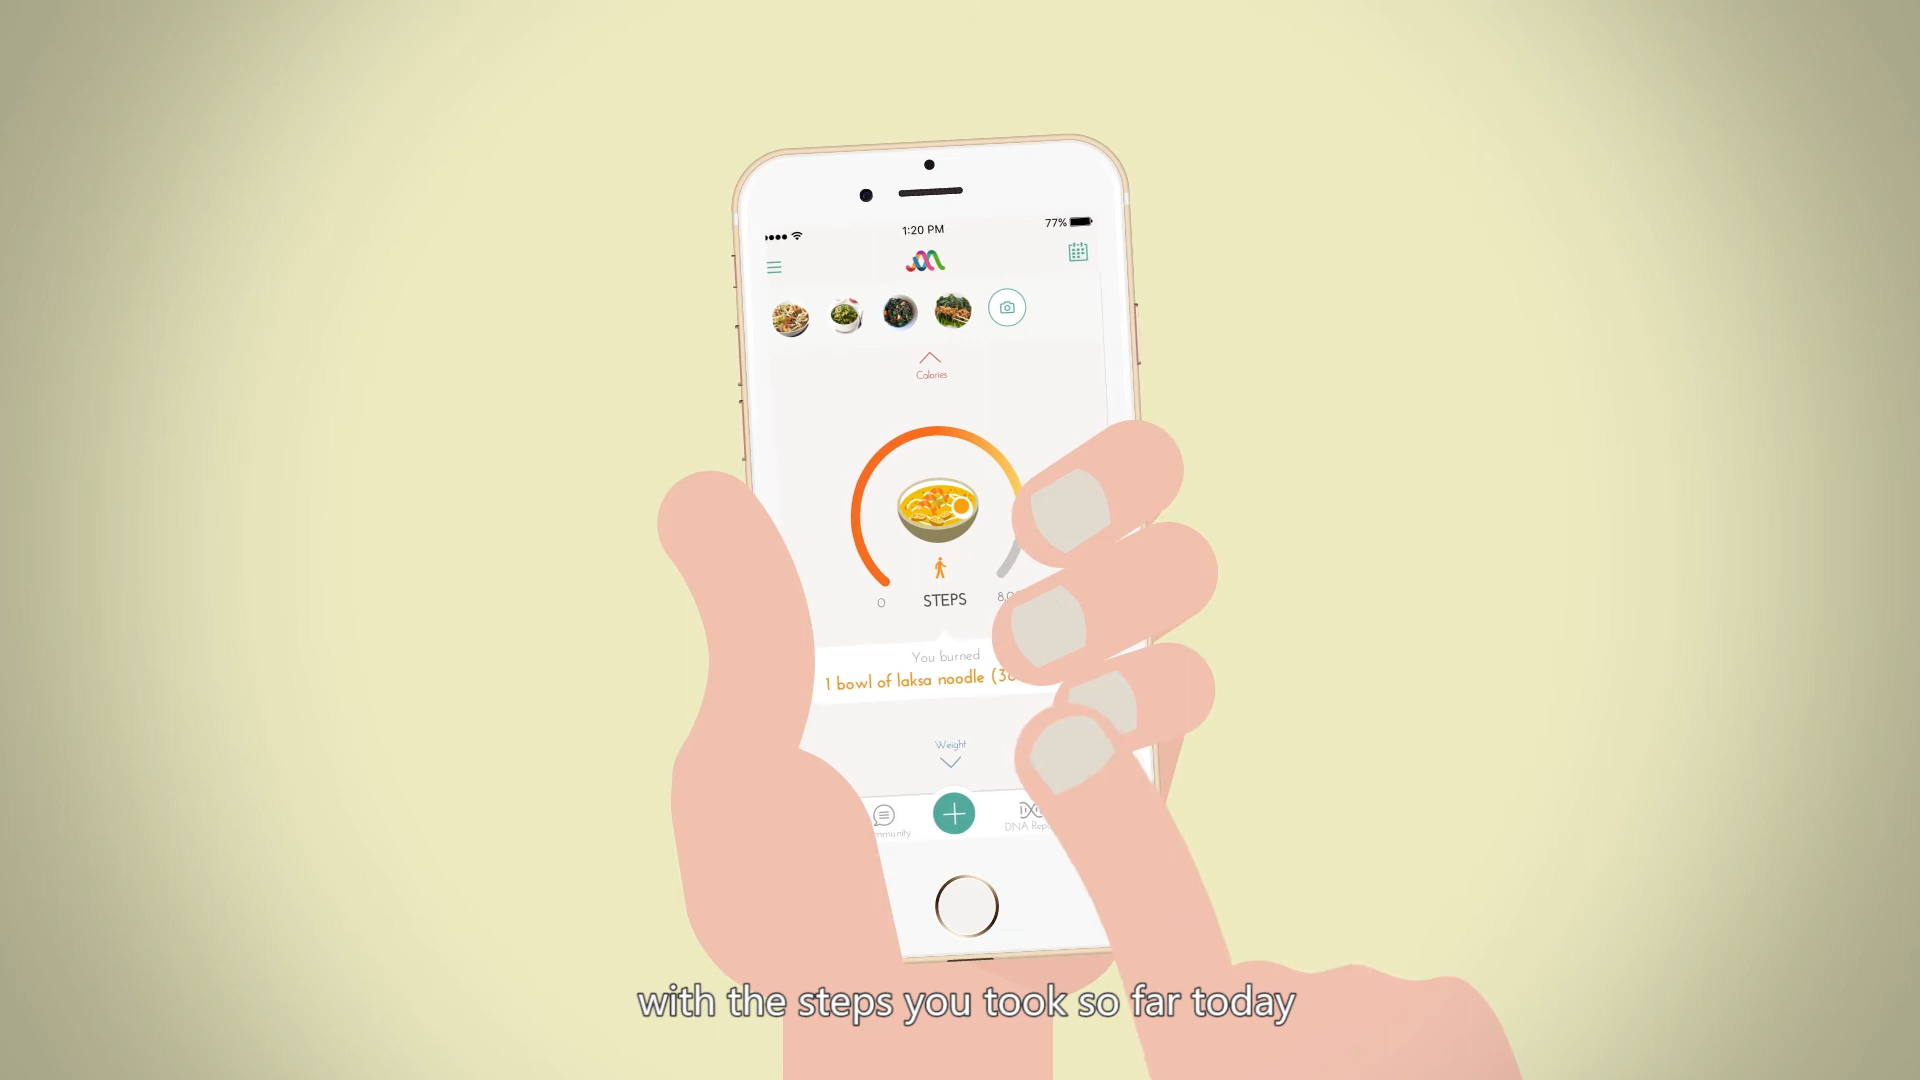 77%
1:20 PM
Calories
0
STEPS
You burned
1 bowl of laksa noodle
Weight
DNA
with the steps you took so far today